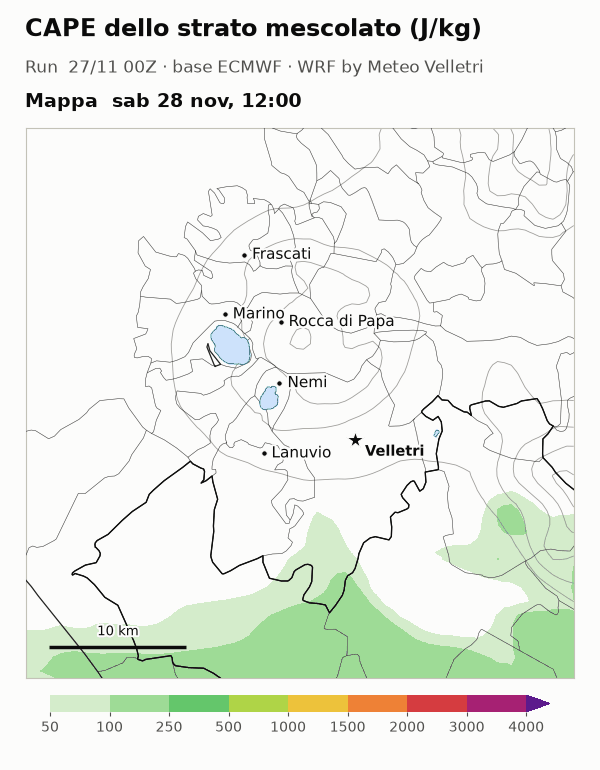 CAPE dello strato mescolato (J/kg)
Run 27/11 00Z · base ECMWF · WRF by Meteo Velletri
Mappa sab 28 nov, 12:00
Frascati
Marino
Rocca di Papa
Nemi
Velletri
Lanuvio
10 km
50 100 250 500 1000 1500 2000 3000 4000